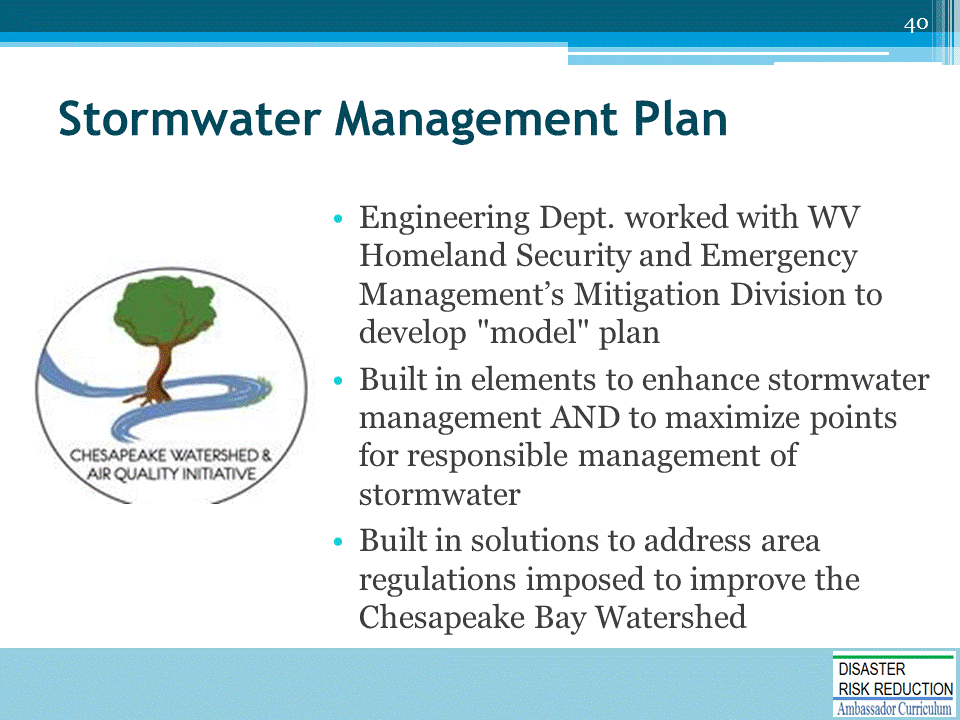 40
Stormwater Management Plan
• Engineering Dept. worked with WV
Homeland Security and Emergency
Management’s Mitigation Division to
develop "model" plan
• Built in elements to enhance stormwater
management AND to maximize points
for responsible management of
stormwater
• Built in solutions to address area
regulations imposed to improve the
Chesapeake Bay Watershed
CHESAPEAKE WATERSHED &
AIR QUALITY INITIATIVE
DISASTER
RISK REDUCTION
Ambassador Curriculum